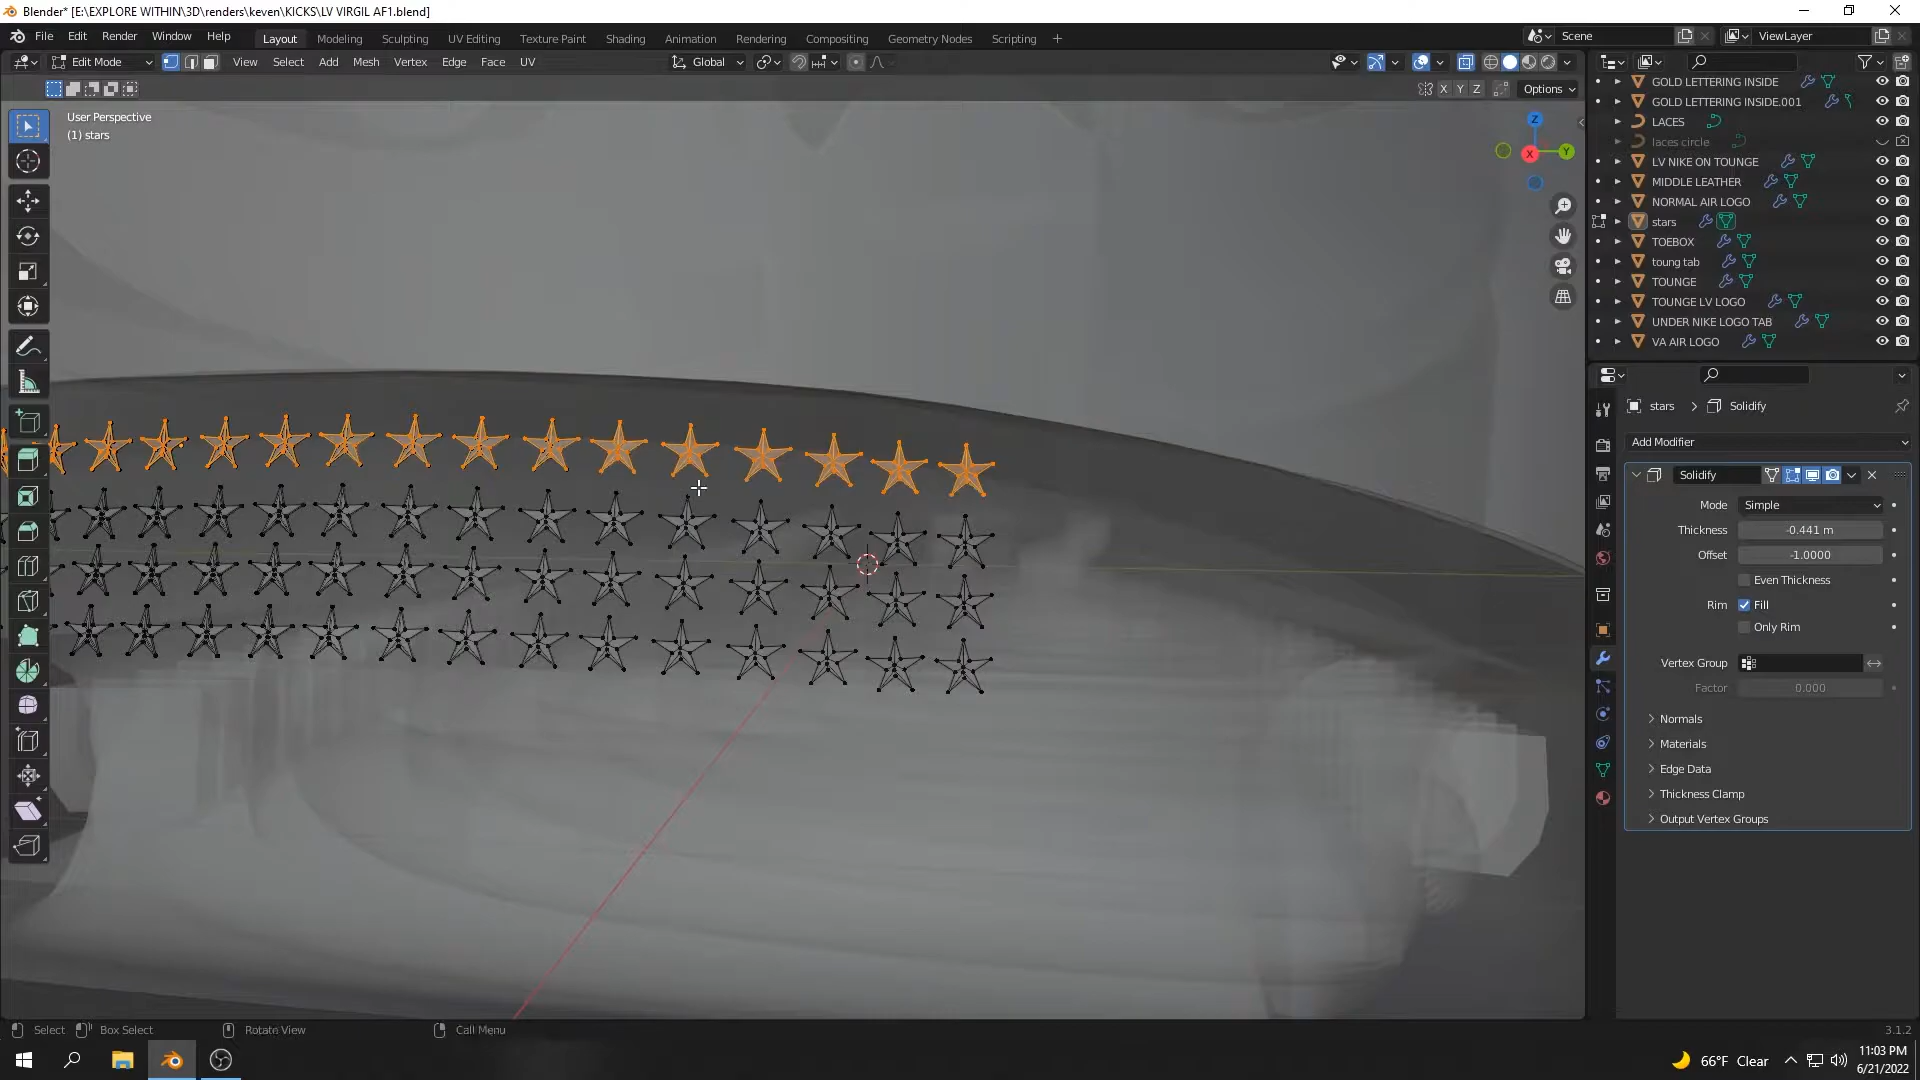 Blender* [E:\EXPLORE WITHIN\3D\renders\keven\KICKS\LV VIRGIL AF1.blend]
File Edit Render Window Help Layout Modeling Sculpting UV Editing Texture Paint Shading Animation Rendering Compositing Geometry Nodes Scripting + Scene ViewLayer
Edit Mode View Select Add Mesh Vertex Edge Face UV Global
X Y Z Options
User Perspective
(1) stars
Z
Y
X
GOLD LETTERING INSIDE
GOLD LETTERING INSIDE.001
LACES
laces circle
LV NIKE ON TOUNGE
MIDDLE LEATHER
NORMAL AIR LOGO
stars
TOEBOX
toung tab
TOUNGE
TOUNGE LV LOGO
UNDER NIKE LOGO TAB
VA AIR LOGO
stars > Solidify
Add Modifier
Solidify
Mode Simple
Thickness -0.441 m
Offset -1.0000
Even Thickness
Rim Fill
Only Rim
Vertex Group
Factor 0.000
Normals
Materials
Edge Data
Thickness Clamp
Output Vertex Groups
Select Box Select Rotate View Call Menu 3.1.2
66°F Clear 11:03 PM
6/21/2022